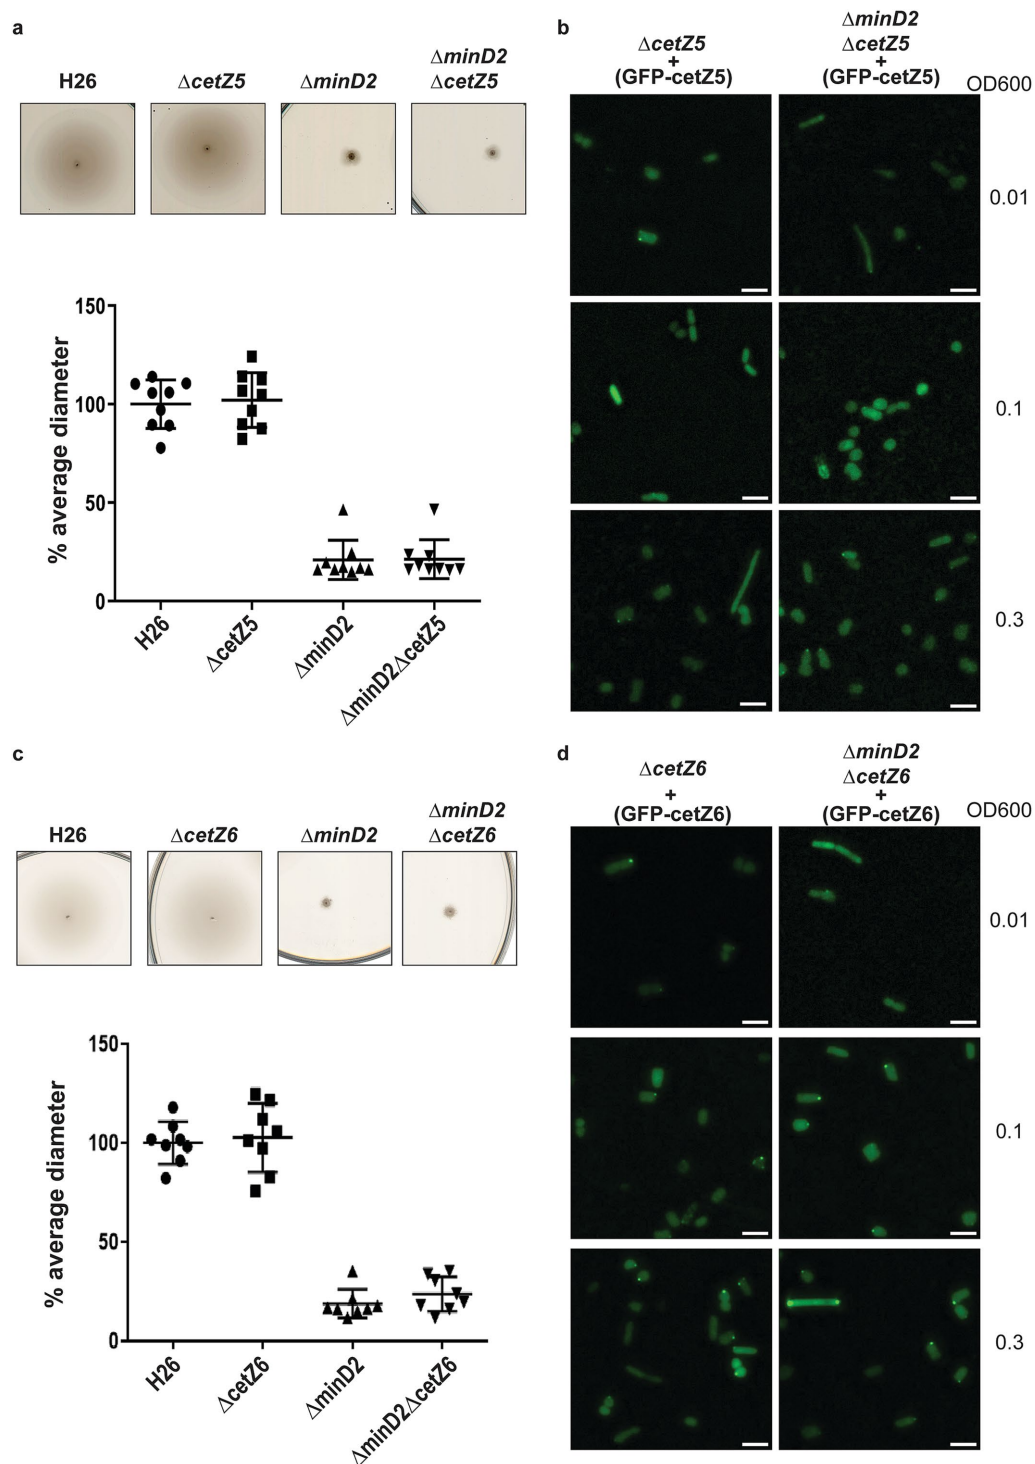 a
H26
ΔcetZ5
ΔminD2
ΔminD2
ΔcetZ5
% average diameter
150
100
50
0
H26
ΔcetZ5
ΔminD2
ΔminD2ΔcetZ5
b
ΔcetZ5
+
(GFP-cetZ5)
ΔminD2
ΔcetZ5
+
(GFP-cetZ5)
OD600
0.01
0.1
0.3
c
H26
ΔcetZ6
ΔminD2
ΔminD2
ΔcetZ6
% average diameter
150
100
50
0
H26
ΔcetZ6
ΔminD2
ΔminD2ΔcetZ6
d
ΔcetZ6
+
(GFP-cetZ6)
ΔminD2
ΔcetZ6
+
(GFP-cetZ6)
OD600
0.01
0.1
0.3